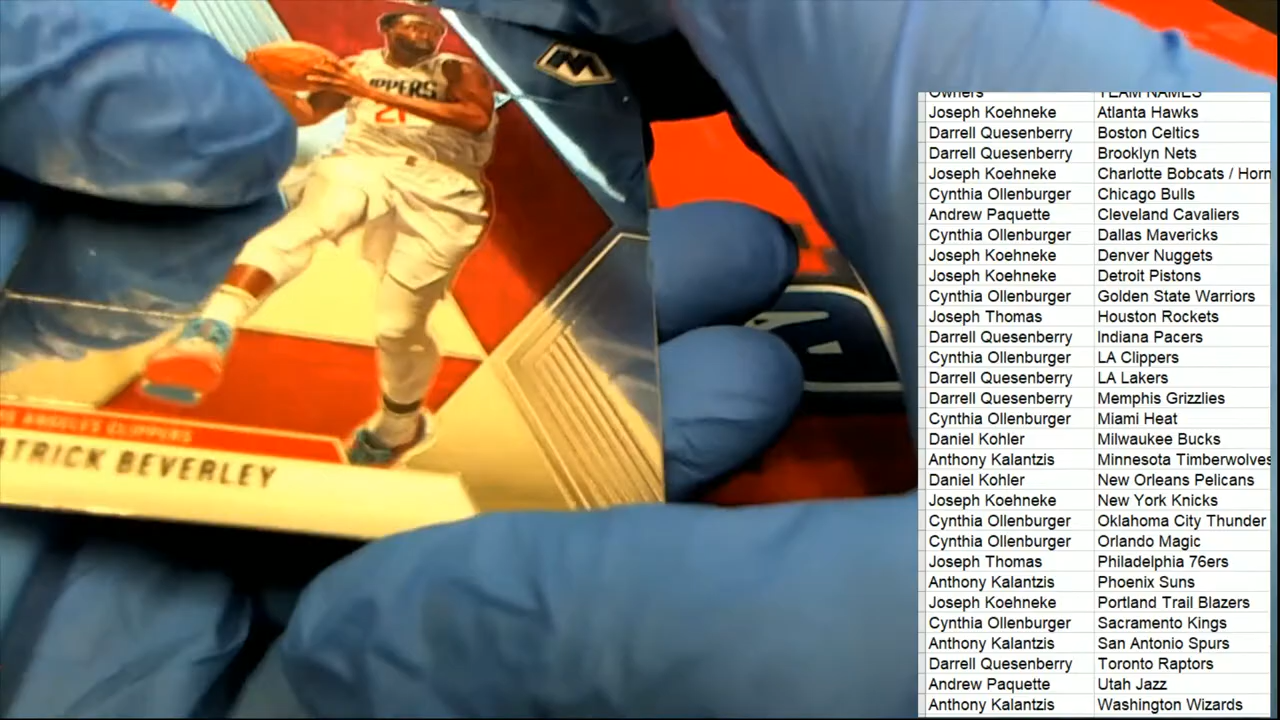 M
CLIPPERS
21
ANGELES CLIPPERS
PATRICK BEVERLEY
Owners TEAM NAMES
Joseph Koehneke Atlanta Hawks
Darrell Quesenberry Boston Celtics
Darrell Quesenberry Brooklyn Nets
Joseph Koehneke Charlotte Bobcats / Horn
Cynthia Ollenburger Chicago Bulls
Andrew Paquette Cleveland Cavaliers
Cynthia Ollenburger Dallas Mavericks
Joseph Koehneke Denver Nuggets
Joseph Koehneke Detroit Pistons
Cynthia Ollenburger Golden State Warriors
Joseph Thomas Houston Rockets
Darrell Quesenberry Indiana Pacers
Cynthia Ollenburger LA Clippers
Darrell Quesenberry LA Lakers
Darrell Quesenberry Memphis Grizzlies
Cynthia Ollenburger Miami Heat
Daniel Kohler Milwaukee Bucks
Anthony Kalantzis Minnesota Timberwolves
Daniel Kohler New Orleans Pelicans
Joseph Koehneke New York Knicks
Cynthia Ollenburger Oklahoma City Thunder
Cynthia Ollenburger Orlando Magic
Joseph Thomas Philadelphia 76ers
Anthony Kalantzis Phoenix Suns
Joseph Koehneke Portland Trail Blazers
Cynthia Ollenburger Sacramento Kings
Anthony Kalantzis San Antonio Spurs
Darrell Quesenberry Toronto Raptors
Andrew Paquette Utah Jazz
Anthony Kalantzis Washington Wizards